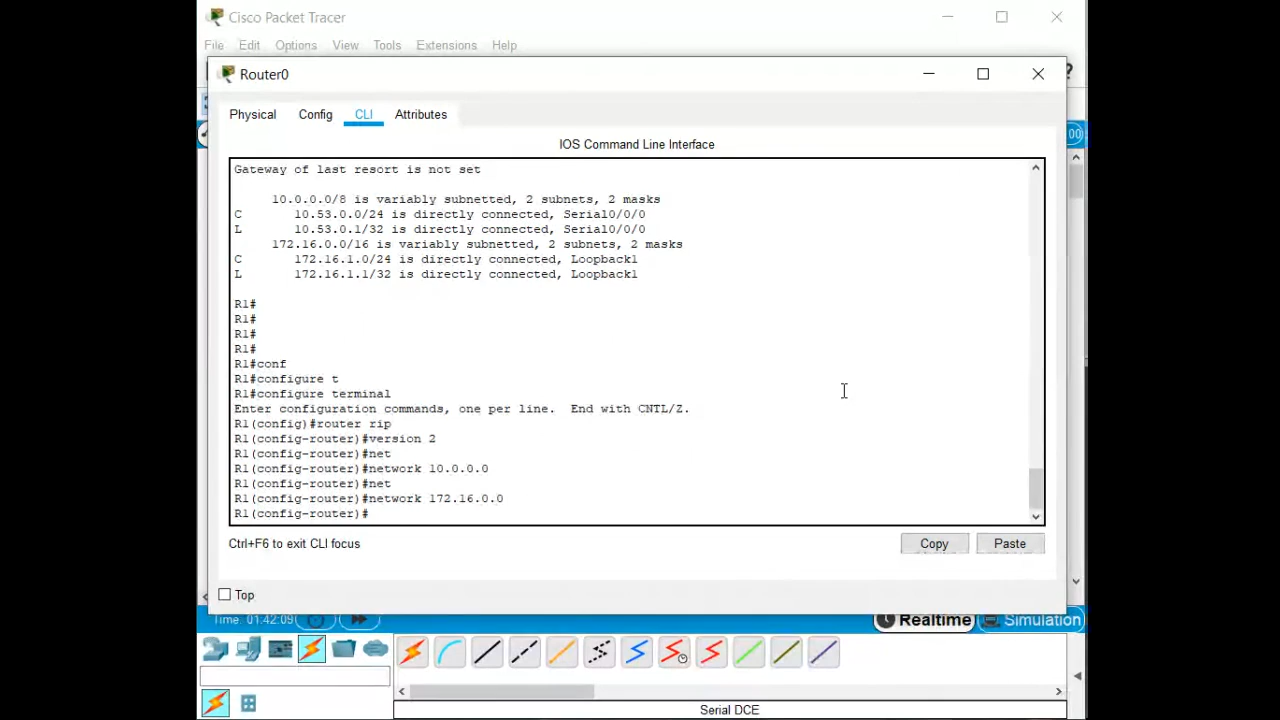 Cisco Packet Tracer
File Edit Options View Tools Extensions Help
Router0
Physical Config CLI Attributes
IOS Command Line Interface
Gateway of last resort is not set
10.0.0.0/8 is variably subnetted, 2 subnets, 2 masks
C 10.53.0.0/24 is directly connected, Serial0/0/0
L 10.53.0.1/32 is directly connected, Serial0/0/0
172.16.0.0/16 is variably subnetted, 2 subnets, 2 masks
C 172.16.1.0/24 is directly connected, Loopback1
L 172.16.1.1/32 is directly connected, Loopback1
R1#
R1#
R1#
R1#
R1#conf
R1#configure t
R1#configure terminal
Enter configuration commands, one per line. End with CNTL/Z.
R1(config)#router rip
R1(config-router)#version 2
R1(config-router)#net
R1(config-router)#network 10.0.0.0
R1(config-router)#net
R1(config-router)#network 172.16.0.0
R1(config-router)#
Ctrl+F6 to exit CLI focus
Copy Paste
Top
Time: 01:42:09
Realtime Simulation
Serial DCE